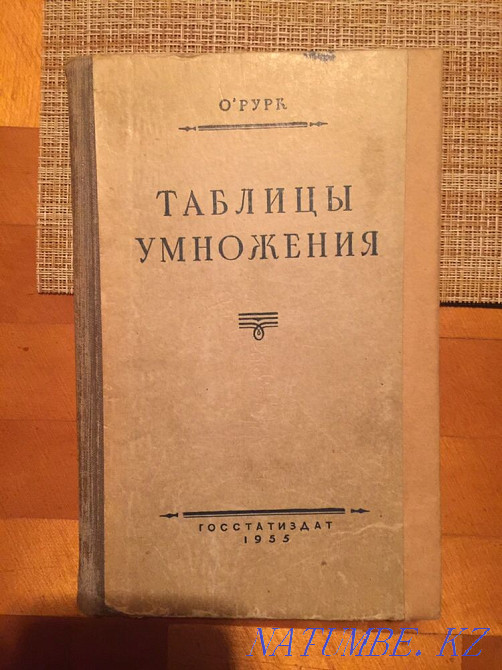 О'РУРК
ТАБЛИЦЫ
УМНОЖЕНИЯ
ГОССТАТИЗДАТ
1955
NATUMBE.KZ